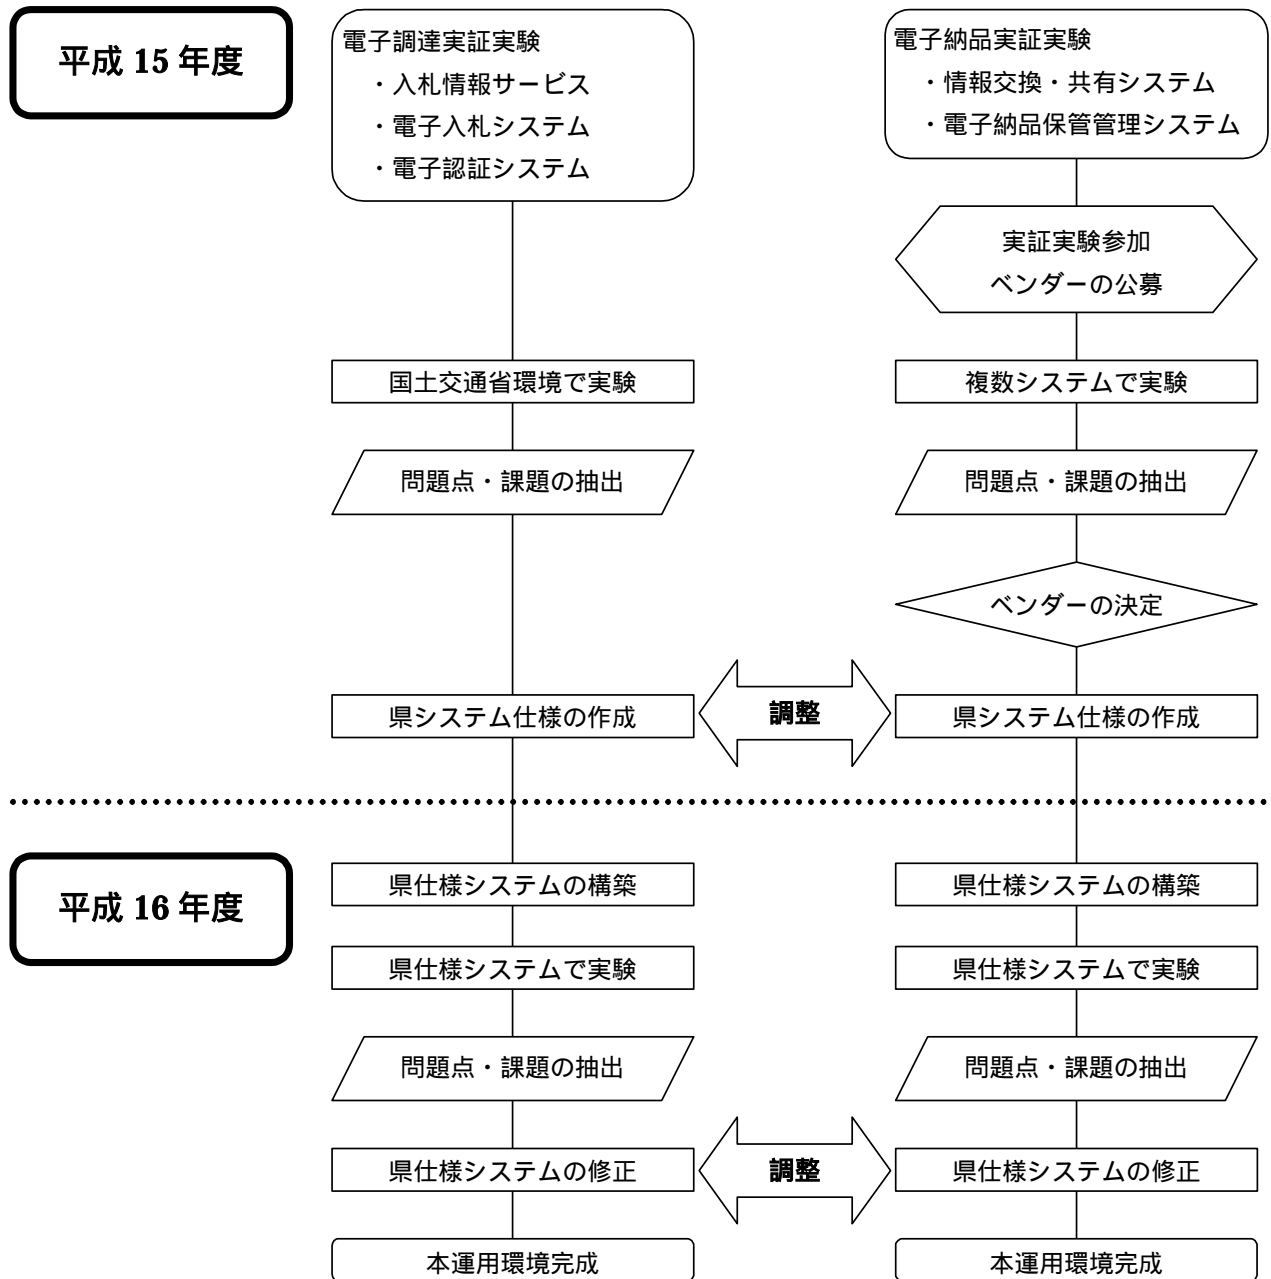 平成 15 年度
電子調達実証実験
・入札情報サービス
・電子入札システム
・電子認証システム
電子納品実証実験
・情報交換・共有システム
・電子納品保管管理システム
実証実験参加
ベンダーの公募
国土交通省環境で実験
複数システムで実験
問題点・課題の抽出
問題点・課題の抽出
ベンダーの決定
県システム仕様の作成
調整
県システム仕様の作成
平成 16 年度
県仕様システムの構築
県仕様システムの構築
県仕様システムで実験
県仕様システムで実験
問題点・課題の抽出
問題点・課題の抽出
県仕様システムの修正
調整
県仕様システムの修正
本運用環境完成
本運用環境完成